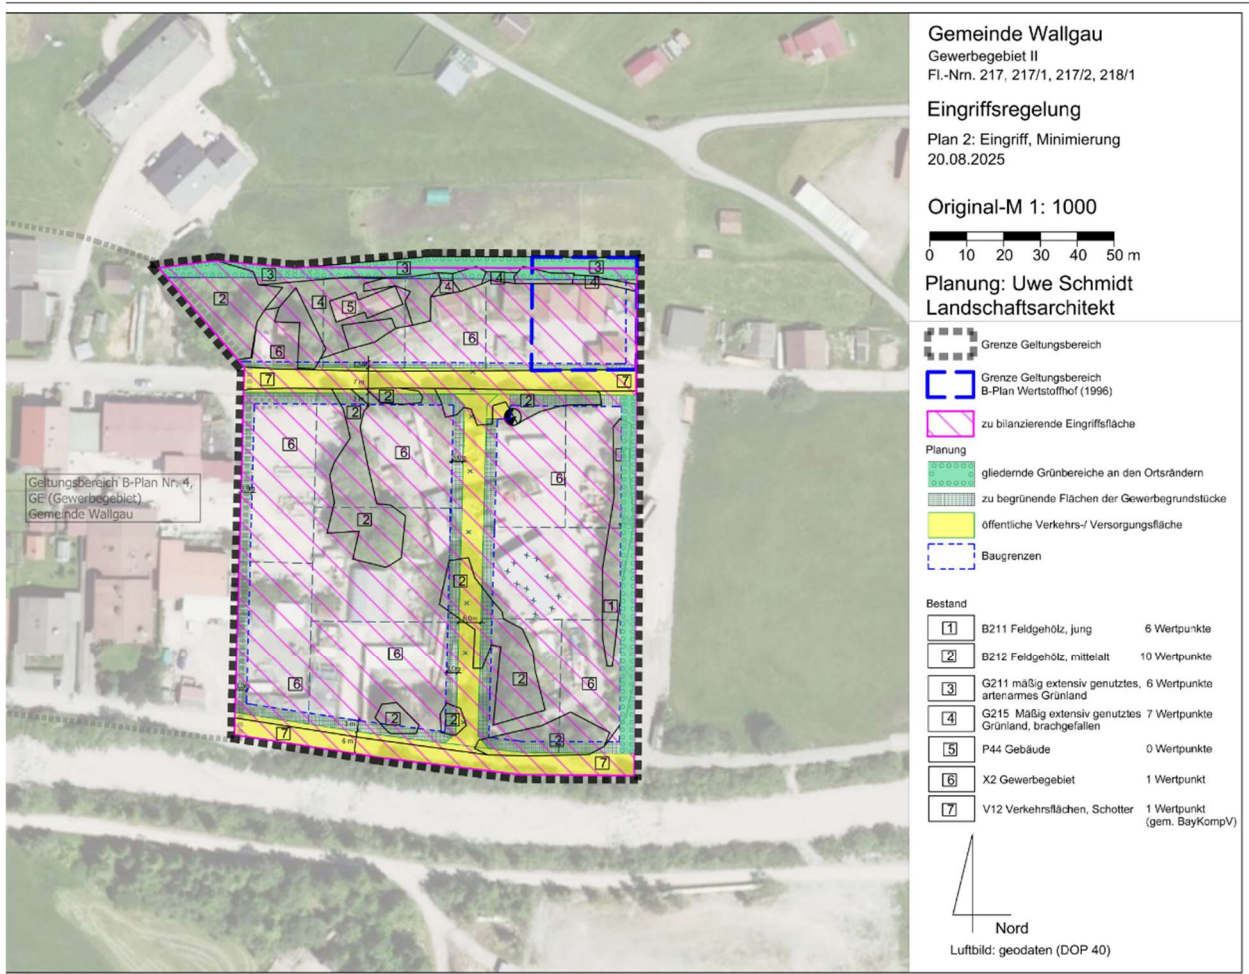 Gemeinde Wallgau
Gewerbegebiet II
Fl.-Nrn. 217, 217/1, 217/2, 218/1
Eingriffsregelung
Plan 2: Eingriff, Minimierung
20.08.2025
Original-M 1: 1000
0 10 20 30 40 50 m
Planung: Uwe Schmidt
Landschaftsarchitekt
Grenze Geltungsbereich
Grenze Geltungsbereich
B-Plan Wertstoffhof (1996)
zu bilanzierende Eingriffsfläche
Planung
gliedernde Grünbereiche an den Ortsrändern
zu begrünende Flächen der Gewerbegrundstücke
öffentliche Verkehrs-/ Versorgungsfläche
Baugrenzen
Bestand
1 B211 Feldgehölz, jung 6 Wertpunkte
2 B212 Feldgehölz, mittelalt 10 Wertpunkte
3 G211 mäßig extensiv genutztes, 6 Wertpunkte
artenarmes Grünland
4 G215 Mäßig extensiv genutztes 7 Wertpunkte
Grünland, brachgefallen
5 P44 Gebäude 0 Wertpunkte
6 X2 Gewerbegebiet 1 Wertpunkt
7 V12 Verkehrsflächen, Schotter 1 Wertpunkt
(gem. BayKompV)
Nord
Luftbild: geodaten (DOP 40)
Geltungsbereich B-Plan Nr. 4,
GE (Gewerbegebiet)
Gemeinde Wallgau
3 3 3
2 4 5 4 4 4
6 6
7 7 m 7
2 2 2
6 6 6
2
2 1
6 6 2 6
2 2 2
7 6 m 7